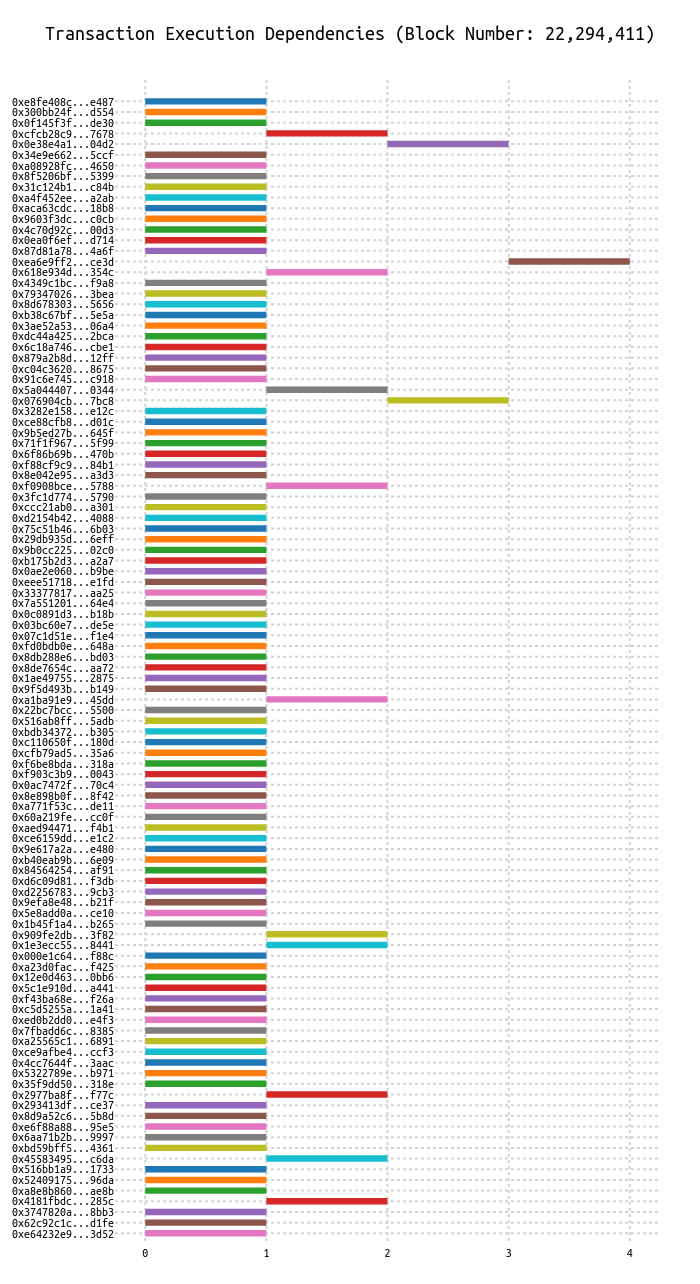 Transaction Execution Dependencies (Block Number: 22,294,411)
0xe8fe408c...e487
0x300bb24f...d554
0x0f145f3f...de30
0xcfcb28c9...7678
0x0e38e4a1...04d2
0x34e9e662...5ccf
0xa08928fc...4650
0x8f5206bf...5399
0x31c124b1...c84b
0xa4f452ee...a2ab
0xaca63cdc...18b8
0x9603f3dc...c0cb
0x4c70d92c...00d3
0x0ea0f6ef...d714
0x87d81a78...4a6f
0xea6e9ff2...ce3d
0x618e934d...354c
0x4349c1bc...f9a8
0x79347026...3bea
0x8d678303...5656
0xb38c67bf...5e5a
0x3ae52a53...06a4
0xdc44a425...2bca
0x6c18a746...cbe1
0x879a2b8d...12ff
0xc04c3620...8675
0x91c6e745...c918
0x5a044407...0344
0x076904cb...7bc8
0x3282e158...e12c
0xce88cfb8...d01c
0x9b5ed27b...645f
0x71f1f967...5f99
0x6f86b69b...470b
0xf88cf9c9...84b1
0x8e042e95...a3d3
0xf0908bce...5788
0x3fc1d774...5790
0xccc21ab0...a301
0xd2154b42...4088
0x75c51b46...6b03
0x29db935d...6eff
0x9b0cc225...02c0
0xb175b2d3...a2a7
0x0ae2e060...b9be
0xeee51718...e1fd
0x33377817...aa25
0x7a551201...64e4
0x0c0891d3...b18b
0x03bc60e7...de5e
0x07c1d51e...f1e4
0xfd0bdb0e...648a
0x8db288e6...bd03
0x8de7654c...aa72
0x1ae49755...2875
0x9f5d493b...b149
0xa1ba91e9...45dd
0x22bc7bcc...5500
0x516ab8ff...5adb
0xbdb34372...b305
0xc110650f...180d
0xcfb79ad5...35a6
0xf6be8bda...318a
0xf903c3b9...0043
0x0ac7472f...70c4
0x8e898b0f...8f42
0xa771f53c...de11
0x60a219fe...cc0f
0xaed94471...f4b1
0xce6159dd...e1c2
0x9e617a2a...e480
0xb40eab9b...6e09
0x84564254...af91
0xd6c09d81...f3db
0xd2256783...9cb3
0x9efa8e48...b21f
0x5e8add0a...ce10
0x1b45f1a4...b265
0x909fe2db...3f82
0x1e3ecc55...8441
0x000e1c64...f88c
0xa23d0fac...f425
0x12e0d463...0bb6
0x5c1e910d...a441
0xf43ba68e...f26a
0xc5d5255a...1a41
0xed0b2dd0...e4f3
0x7fbadd6c...8385
0xa25565c1...6891
0xce9afbe4...ccf3
0x4cc7644f...3aac
0x5322789e...b971
0x35f9dd50...318e
0x2977ba8f...f77c
0x293413df...ce37
0x8d9a52c6...5b8d
0xe6f88a88...95e5
0x6aa71b2b...9997
0xbd59bff5...4361
0x45583495...c6da
0x516bb1a9...1733
0x52409175...96da
0xa8e8b860...ae8b
0x4181fbdc...285c
0x3747820a...8bb3
0x62c92c1c...d1fe
0xe64232e9...3d52
0 1 2 3 4